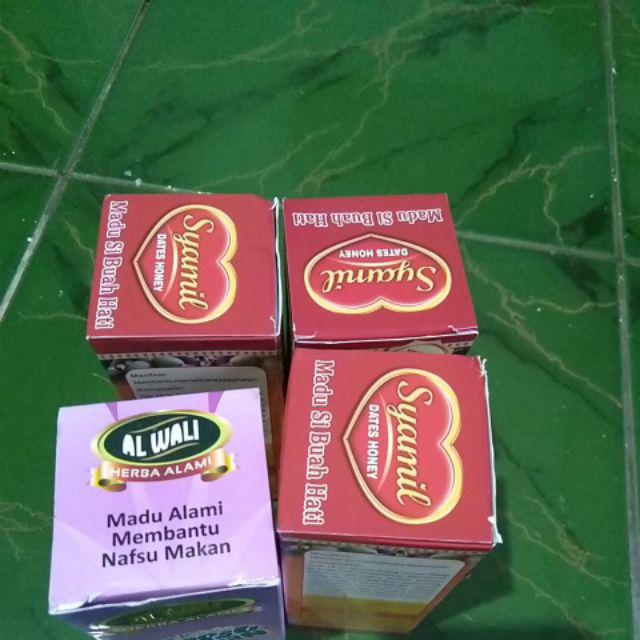 Syamil
DATES HONEY
Madu Si Buah Hati
Madu Si Buah Hati
Syamil
DATES HONEY
Manfaat
Syamil
DATES HONEY
Madu Si Buah Hati
AL WALI
HERBA ALAMI
Madu Alami
Membantu
Nafsu Makan